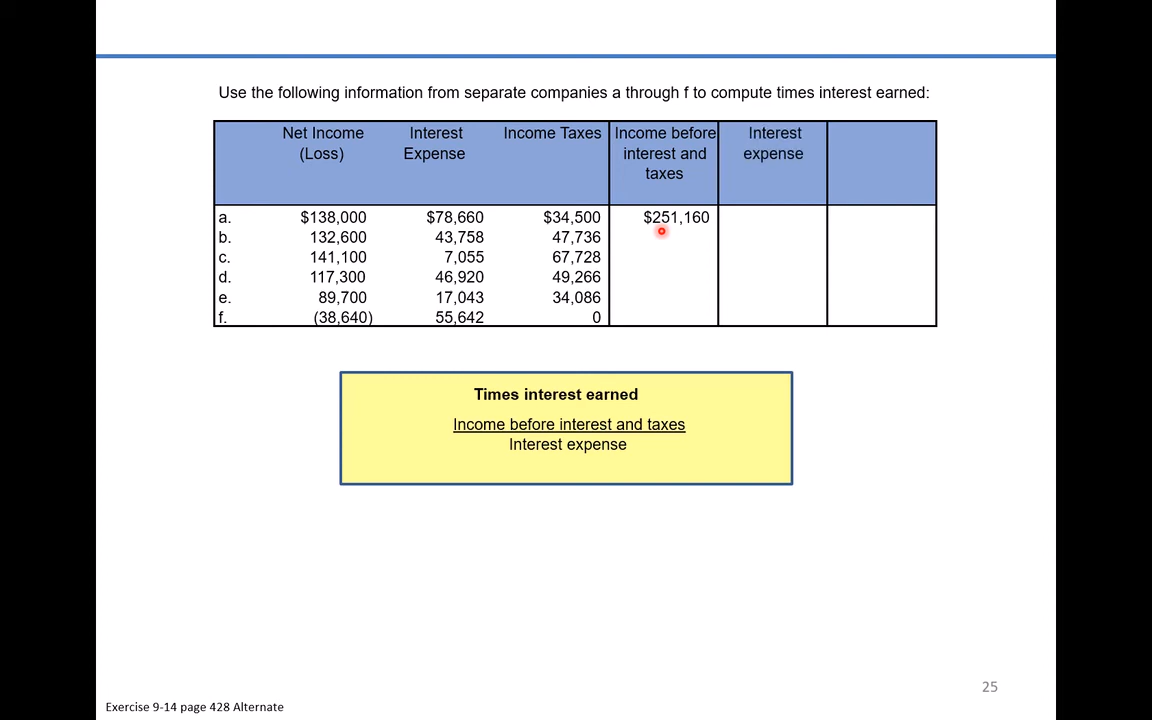 Use the following information from separate companies a through f to compute times interest earned:
Net Income (Loss) Interest Expense Income Taxes Income before interest and taxes Interest expense
a. $138,000 $78,660 $34,500 $251,160
b. 132,600 43,758 47,736
c. 141,100 7,055 67,728
d. 117,300 46,920 49,266
e. 89,700 17,043 34,086
f. (38,640) 55,642 0
Times interest earned
Income before interest and taxes
Interest expense
25
Exercise 9-14 page 428 Alternate